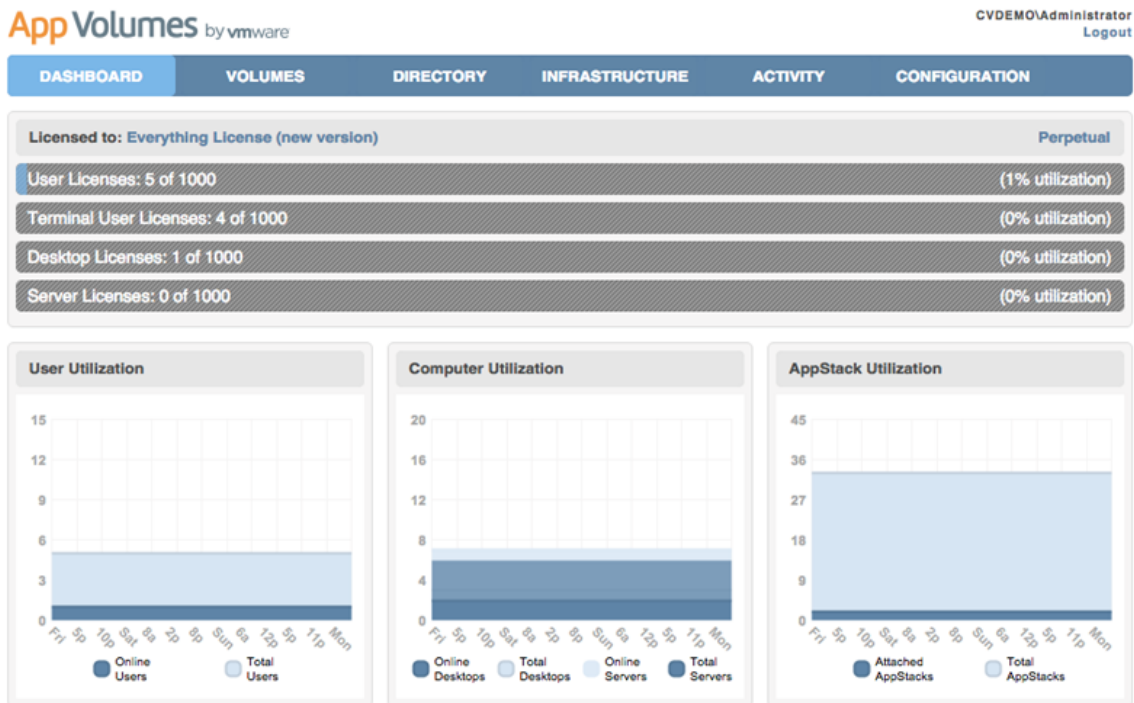 App Volumes by vmware
CVDEMO\Administrator
Logout
DASHBOARD VOLUMES DIRECTORY INFRASTRUCTURE ACTIVITY CONFIGURATION
Licensed to: Everything License (new version) Perpetual
User Licenses: 5 of 1000 (1% utilization)
Terminal User Licenses: 4 of 1000 (0% utilization)
Desktop Licenses: 1 of 1000 (0% utilization)
Server Licenses: 0 of 1000 (0% utilization)
User Utilization
15
12
9
6
3
0
Fri 5p 10p Sat 8a 2p 8p Sun 6a 12p 5p 11p Mon
Online Users
Total Users
Computer Utilization
20
16
12
8
4
0
Fri 5p 10p Sat 8a 2p 8p Sun 6a 12p 5p 11p Mon
Online Desktops
Total Desktops
Online Servers
Total Servers
AppStack Utilization
45
36
27
18
9
0
Fri 5p 10p Sat 8a 2p 8p Sun 6a 12p 5p 11p Mon
Attached AppStacks
Total AppStacks